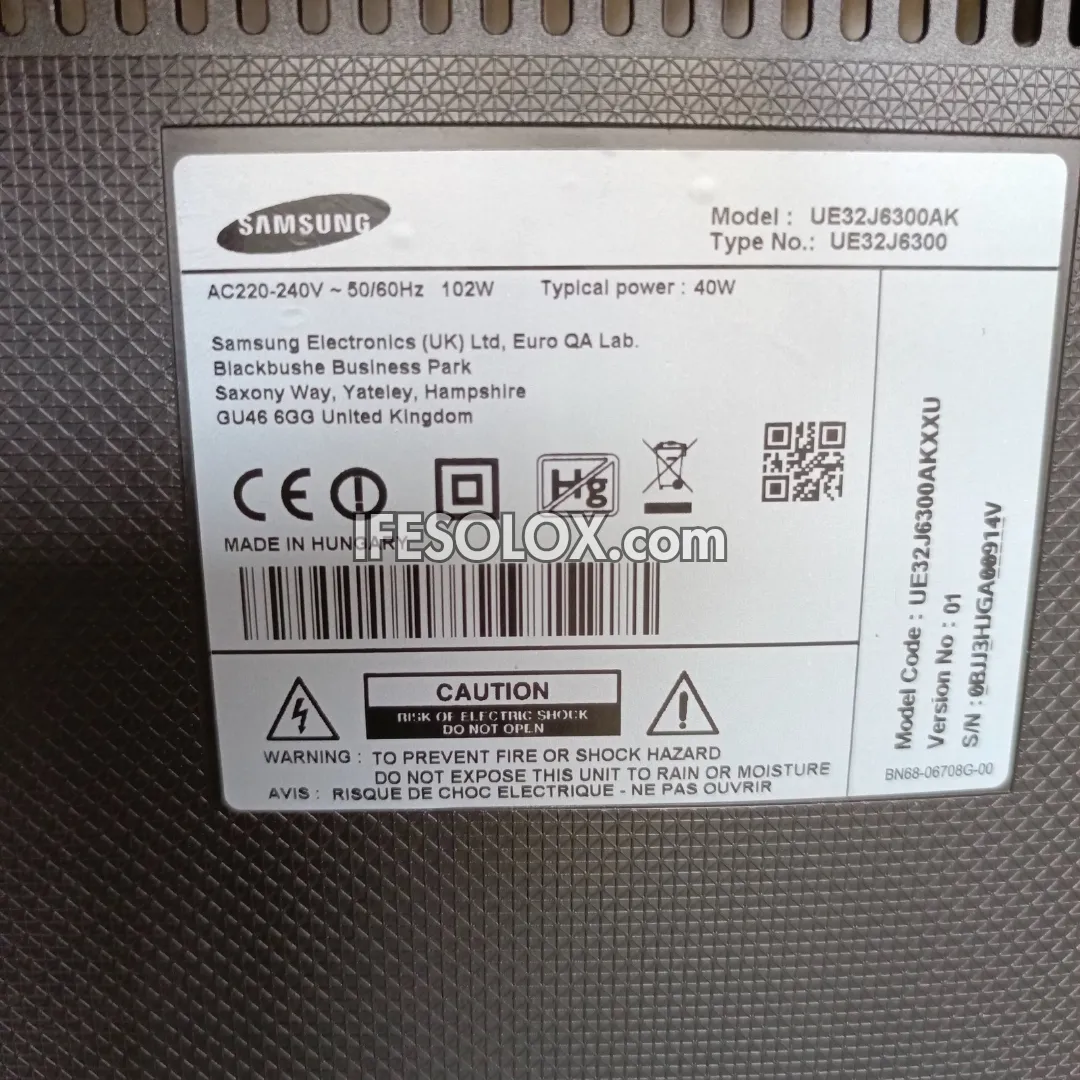 SAMSUNG
Model : UE32J6300AK
Type No.: UE32J6300
AC220-240V ~ 50/60Hz 102W Typical power : 40W
Samsung Electronics (UK) Ltd, Euro QA Lab.
Blackbushe Business Park
Saxony Way, Yateley, Hampshire
GU46 6GG United Kingdom
CE
Hg
IFESOLOX.com
MADE IN HUNGARY
CAUTION
RISK OF ELECTRIC SHOCK
DO NOT OPEN
WARNING : TO PREVENT FIRE OR SHOCK HAZARD
DO NOT EXPOSE THIS UNIT TO RAIN OR MOISTURE
AVIS : RISQUE DE CHOC ELECTRIQUE - NE PAS OUVRIR
Model Code : UE32J6300AKXXU
Version No : 01
S/N : 0BJJ3HJGA00914V
BN68-06708G-00